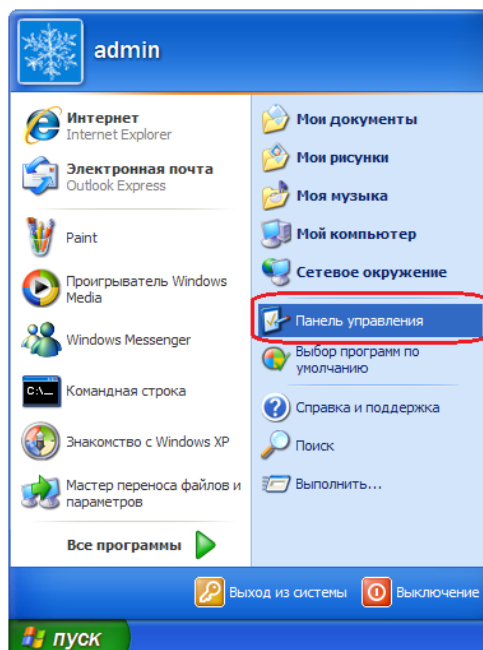 admin
Интернет
Internet Explorer
Электронная почта
Outlook Express
Paint
Проигрыватель Windows
Media
Windows Messenger
C:\_
Командная строка
Знакомство с Windows XP
Мастер переноса файлов и
параметров
Все программы
Мои документы
Мои рисунки
Моя музыка
Мой компьютер
Сетевое окружение
Панель управления
Выбор программ по
умолчанию
Справка и поддержка
Поиск
Выполнить...
Выход из системы
Выключение
пуск